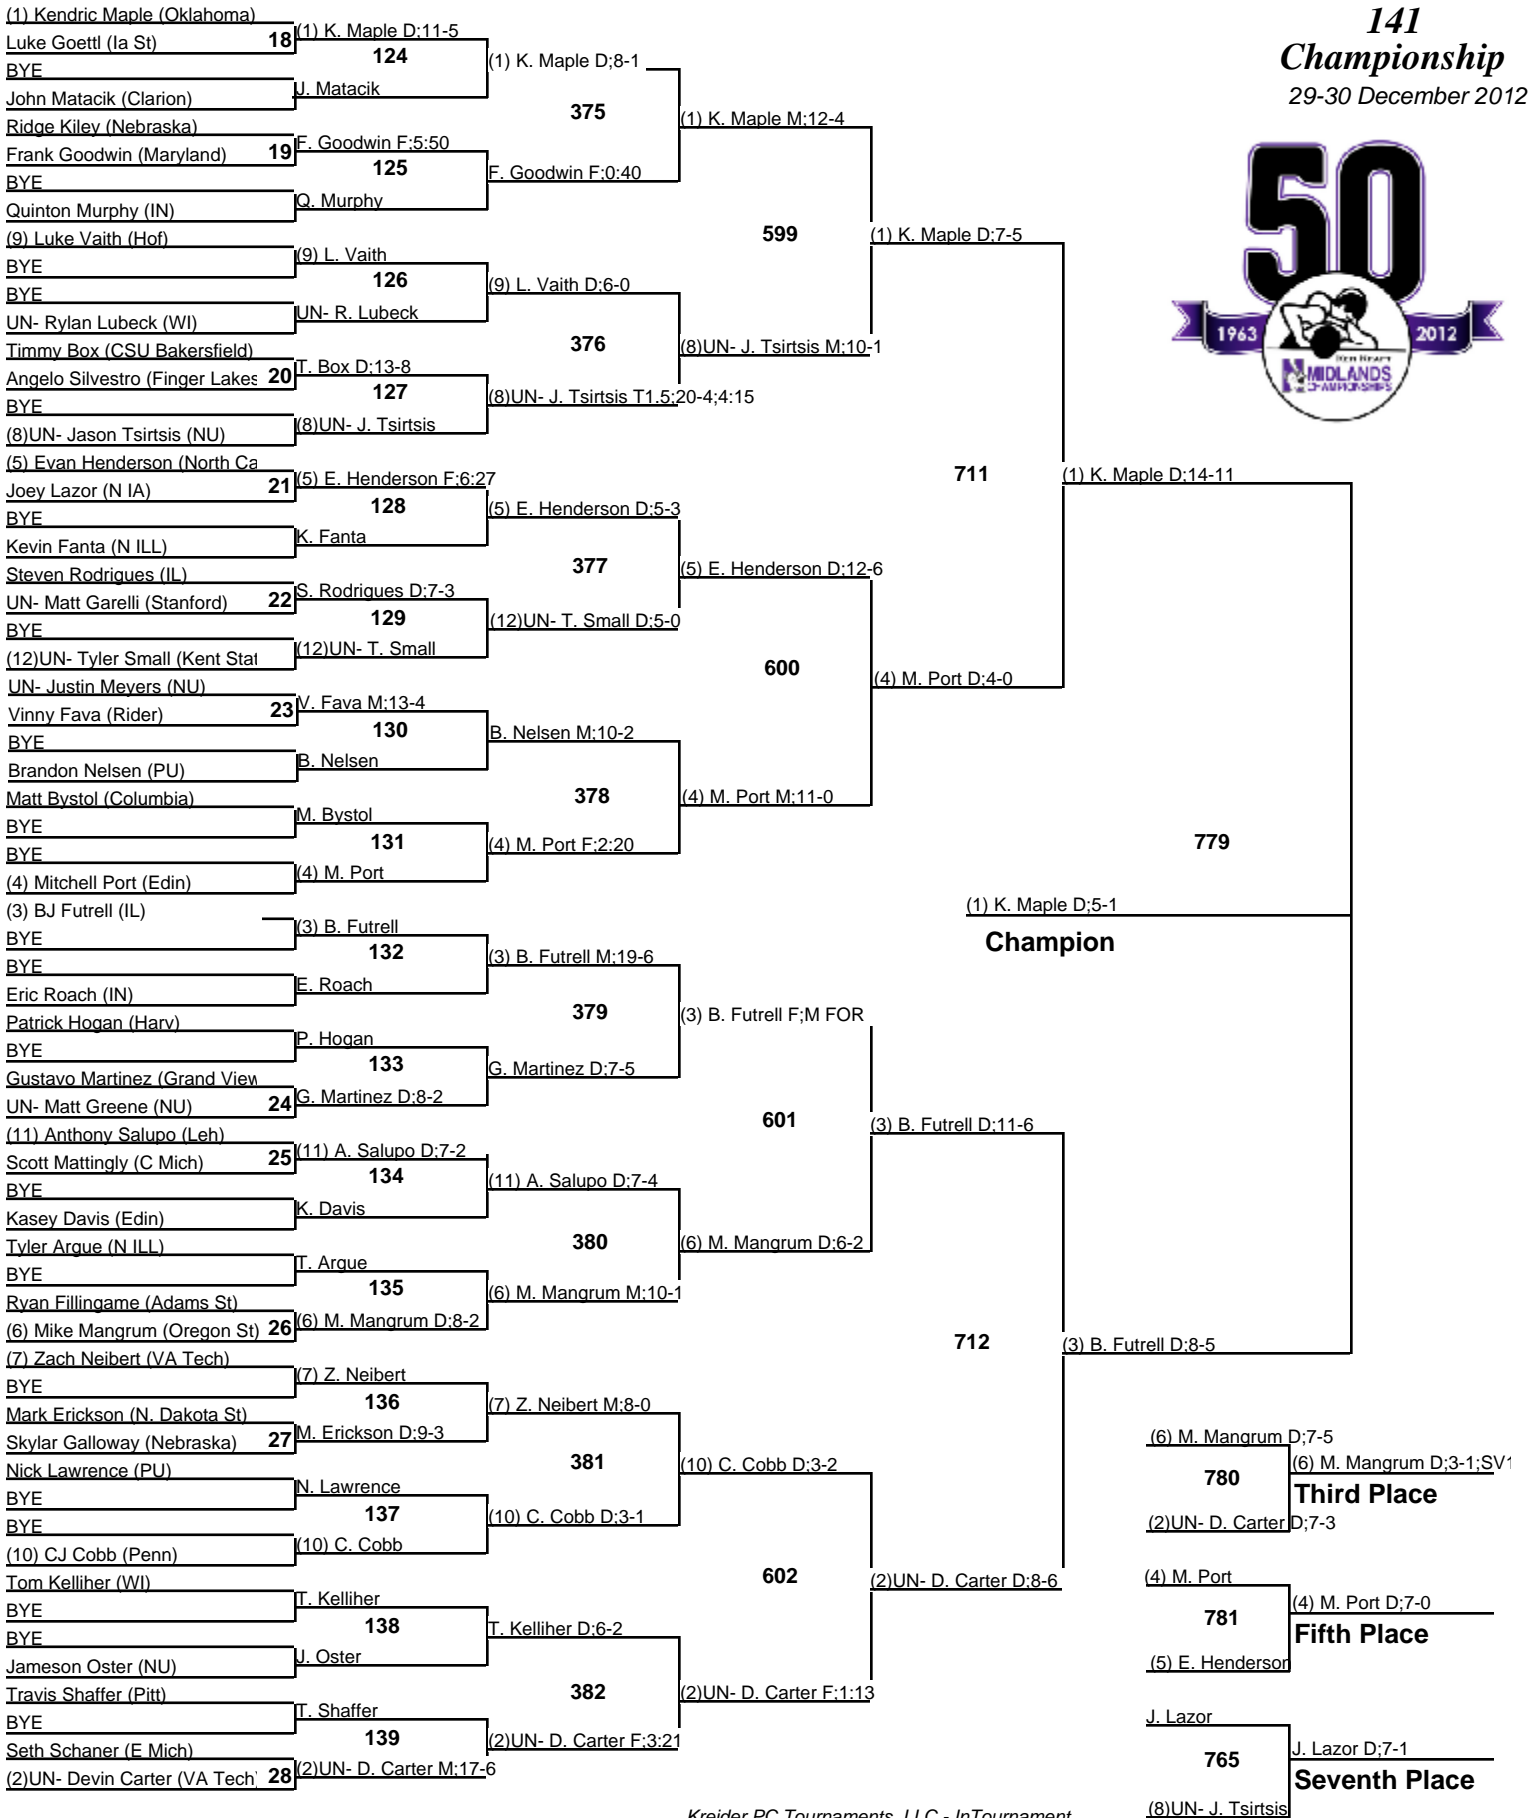 141
Championship
29-30 December 2012
50
1963
2012
KEN KRAFT
MIDLANDS
CHAMPIONSHIPS
(1) Kendric Maple (Oklahoma)
Luke Goettl (Ia St)
18
BYE
John Matacik (Clarion)
Ridge Kiley (Nebraska)
Frank Goodwin (Maryland)
19
BYE
Quinton Murphy (IN)
(9) Luke Vaith (Hof)
BYE
BYE
UN- Rylan Lubeck (WI)
Timmy Box (CSU Bakersfield)
Angelo Silvestro (Finger Lakes
20
BYE
(8)UN- Jason Tsirtsis (NU)
(5) Evan Henderson (North Ca
Joey Lazor (N IA)
21
BYE
Kevin Fanta (N ILL)
Steven Rodrigues (IL)
UN- Matt Garelli (Stanford)
22
BYE
(12)UN- Tyler Small (Kent Stat
UN- Justin Meyers (NU)
Vinny Fava (Rider)
23
BYE
Brandon Nelsen (PU)
Matt Bystol (Columbia)
BYE
BYE
(4) Mitchell Port (Edin)
(3) BJ Futrell (IL)
BYE
BYE
Eric Roach (IN)
Patrick Hogan (Harv)
BYE
Gustavo Martinez (Grand View
UN- Matt Greene (NU)
24
(11) Anthony Salupo (Leh)
Scott Mattingly (C Mich)
25
BYE
Kasey Davis (Edin)
Tyler Argue (N ILL)
BYE
Ryan Fillingame (Adams St)
(6) Mike Mangrum (Oregon St)
26
(7) Zach Neibert (VA Tech)
BYE
Mark Erickson (N. Dakota St)
Skylar Galloway (Nebraska)
27
Nick Lawrence (PU)
BYE
BYE
(10) CJ Cobb (Penn)
Tom Kelliher (WI)
BYE
BYE
Jameson Oster (NU)
Travis Shaffer (Pitt)
BYE
Seth Schaner (E Mich)
(2)UN- Devin Carter (VA Tech)
28
(1) K. Maple D;11-5
124
J. Matacik
F. Goodwin F;5:50
125
Q. Murphy
(9) L. Vaith
126
UN- R. Lubeck
T. Box D;13-8
127
(8)UN- J. Tsirtsis
(5) E. Henderson F;6:27
128
K. Fanta
S. Rodrigues D;7-3
129
(12)UN- T. Small
V. Fava M;13-4
130
B. Nelsen
M. Bystol
131
(4) M. Port
(3) B. Futrell
132
E. Roach
P. Hogan
133
G. Martinez D;8-2
(11) A. Salupo D;7-2
134
K. Davis
T. Argue
135
(6) M. Mangrum D;8-2
(7) Z. Neibert
136
M. Erickson D;9-3
N. Lawrence
137
(10) C. Cobb
T. Kelliher
138
J. Oster
T. Shaffer
139
(2)UN- D. Carter M;17-6
(1) K. Maple D;8-1
375
F. Goodwin F;0:40
(9) L. Vaith D;6-0
376
(8)UN- J. Tsirtsis T1.5;20-4;4:15
(5) E. Henderson D;5-3
377
(12)UN- T. Small D;5-0
B. Nelsen M;10-2
378
(4) M. Port F;2:20
(3) B. Futrell M;19-6
379
G. Martinez D;7-5
(11) A. Salupo D;7-4
380
(6) M. Mangrum M;10-1
(7) Z. Neibert M;8-0
381
(10) C. Cobb D;3-1
T. Kelliher D;6-2
382
(2)UN- D. Carter F;3:21
(1) K. Maple M;12-4
599
(8)UN- J. Tsirtsis M;10-1
(5) E. Henderson D;12-6
600
(4) M. Port M;11-0
(3) B. Futrell F;M FOR
601
(6) M. Mangrum D;6-2
(10) C. Cobb D;3-2
602
(2)UN- D. Carter F;1:13
(1) K. Maple D;7-5
711
(4) M. Port D;4-0
(3) B. Futrell D;11-6
712
(2)UN- D. Carter D;8-6
(1) K. Maple D;14-11
779
(3) B. Futrell D;8-5
(1) K. Maple D;5-1
Champion
(6) M. Mangrum D;7-5
780
(2)UN- D. Carter D;7-3
(6) M. Mangrum D;3-1;SV1
Third Place
(4) M. Port
781
(5) E. Henderson
(4) M. Port D;7-0
Fifth Place
J. Lazor
765
(8)UN- J. Tsirtsis
J. Lazor D;7-1
Seventh Place
Kreider PC Tournaments, LLC - InTournament